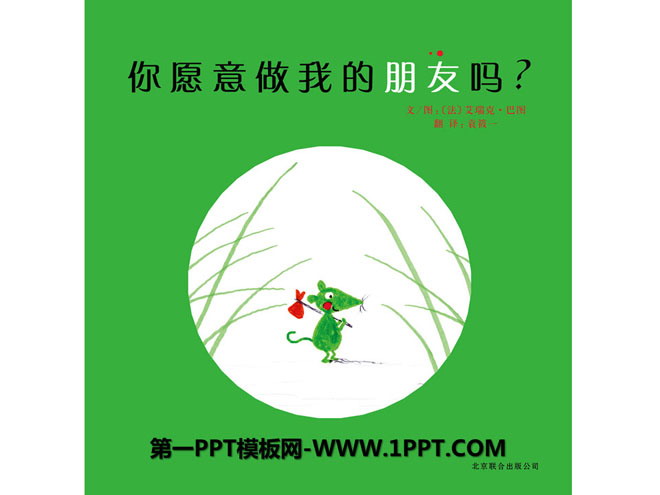 你愿意做我的朋友吗?
文/图:(法)艾瑞克·巴图
翻译:袁筱一
第一PPT模板网-WWW.1PPT.COM
北京联合出版公司